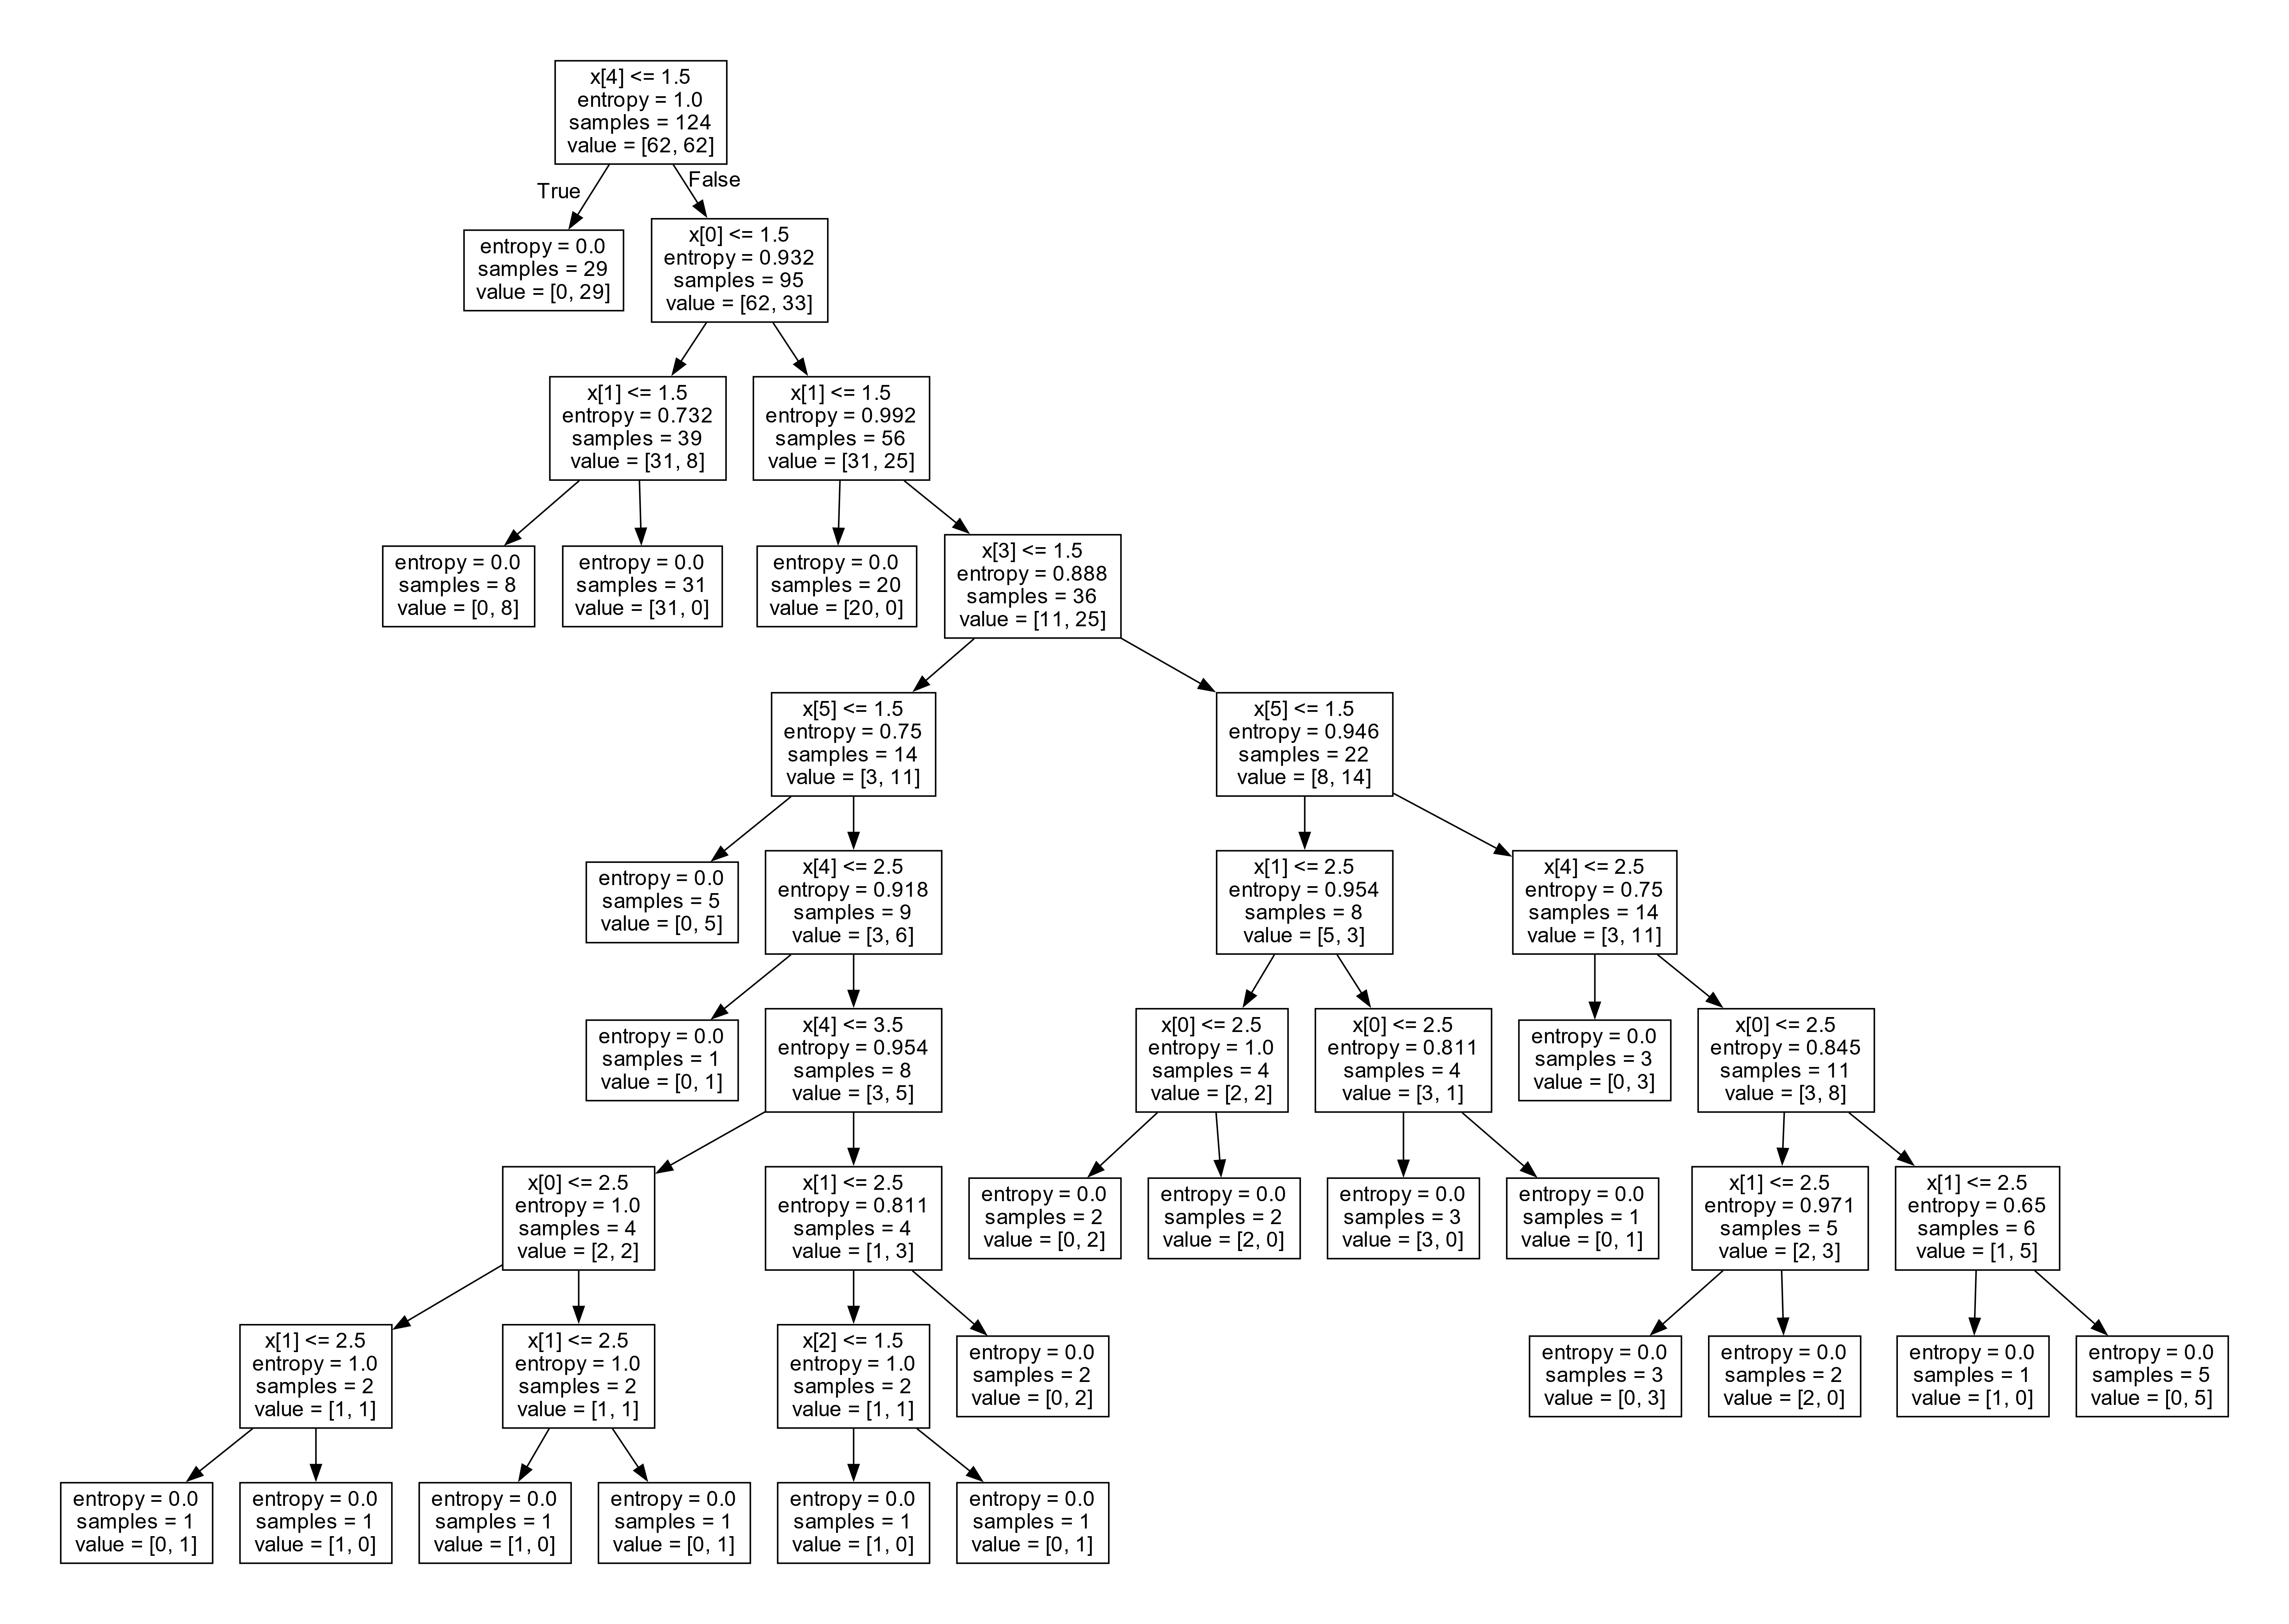 x[4] <= 1.5
entropy = 1.0
samples = 124
value = [62, 62]
True
False
entropy = 0.0
samples = 29
value = [0, 29]
x[0] <= 1.5
entropy = 0.932
samples = 95
value = [62, 33]
x[1] <= 1.5
entropy = 0.732
samples = 39
value = [31, 8]
x[1] <= 1.5
entropy = 0.992
samples = 56
value = [31, 25]
entropy = 0.0
samples = 8
value = [0, 8]
entropy = 0.0
samples = 31
value = [31, 0]
entropy = 0.0
samples = 20
value = [20, 0]
x[3] <= 1.5
entropy = 0.888
samples = 36
value = [11, 25]
x[5] <= 1.5
entropy = 0.75
samples = 14
value = [3, 11]
x[5] <= 1.5
entropy = 0.946
samples = 22
value = [8, 14]
entropy = 0.0
samples = 5
value = [0, 5]
x[4] <= 2.5
entropy = 0.918
samples = 9
value = [3, 6]
x[1] <= 2.5
entropy = 0.954
samples = 8
value = [5, 3]
x[4] <= 2.5
entropy = 0.75
samples = 14
value = [3, 11]
entropy = 0.0
samples = 1
value = [0, 1]
x[4] <= 3.5
entropy = 0.954
samples = 8
value = [3, 5]
x[0] <= 2.5
entropy = 1.0
samples = 4
value = [2, 2]
x[0] <= 2.5
entropy = 0.811
samples = 4
value = [3, 1]
entropy = 0.0
samples = 3
value = [0, 3]
x[0] <= 2.5
entropy = 0.845
samples = 11
value = [3, 8]
x[0] <= 2.5
entropy = 1.0
samples = 4
value = [2, 2]
x[1] <= 2.5
entropy = 0.811
samples = 4
value = [1, 3]
entropy = 0.0
samples = 2
value = [0, 2]
entropy = 0.0
samples = 2
value = [2, 0]
entropy = 0.0
samples = 3
value = [3, 0]
entropy = 0.0
samples = 1
value = [0, 1]
x[1] <= 2.5
entropy = 0.971
samples = 5
value = [2, 3]
x[1] <= 2.5
entropy = 0.65
samples = 6
value = [1, 5]
x[1] <= 2.5
entropy = 1.0
samples = 2
value = [1, 1]
x[1] <= 2.5
entropy = 1.0
samples = 2
value = [1, 1]
x[2] <= 1.5
entropy = 1.0
samples = 2
value = [1, 1]
entropy = 0.0
samples = 2
value = [0, 2]
entropy = 0.0
samples = 3
value = [0, 3]
entropy = 0.0
samples = 2
value = [2, 0]
entropy = 0.0
samples = 1
value = [1, 0]
entropy = 0.0
samples = 5
value = [0, 5]
entropy = 0.0
samples = 1
value = [0, 1]
entropy = 0.0
samples = 1
value = [1, 0]
entropy = 0.0
samples = 1
value = [1, 0]
entropy = 0.0
samples = 1
value = [0, 1]
entropy = 0.0
samples = 1
value = [1, 0]
entropy = 0.0
samples = 1
value = [0, 1]